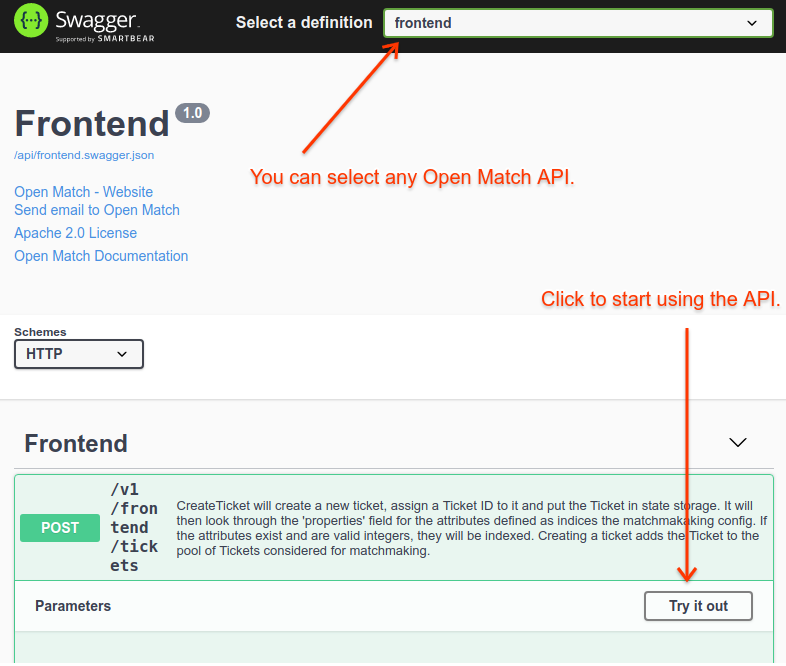 {···} Swagger.
Supported by SMARTBEAR
Select a definition
frontend
Frontend 1.0
/api/frontend.swagger.json
You can select any Open Match API.
Open Match - Website
Send email to Open Match
Apache 2.0 License
Open Match Documentation
Click to start using the API.
Schemes
HTTP
Frontend
POST
/v1
/fron
tend
/tick
ets
CreateTicket will create a new ticket, assign a Ticket ID to it and put the Ticket in state storage. It will
then look through the 'properties' field for the attributes defined as indices the matchmakaking config. If
the attributes exist and are valid integers, they will be indexed. Creating a ticket adds the Ticket to the
pool of Tickets considered for matchmaking.
Parameters
Try it out